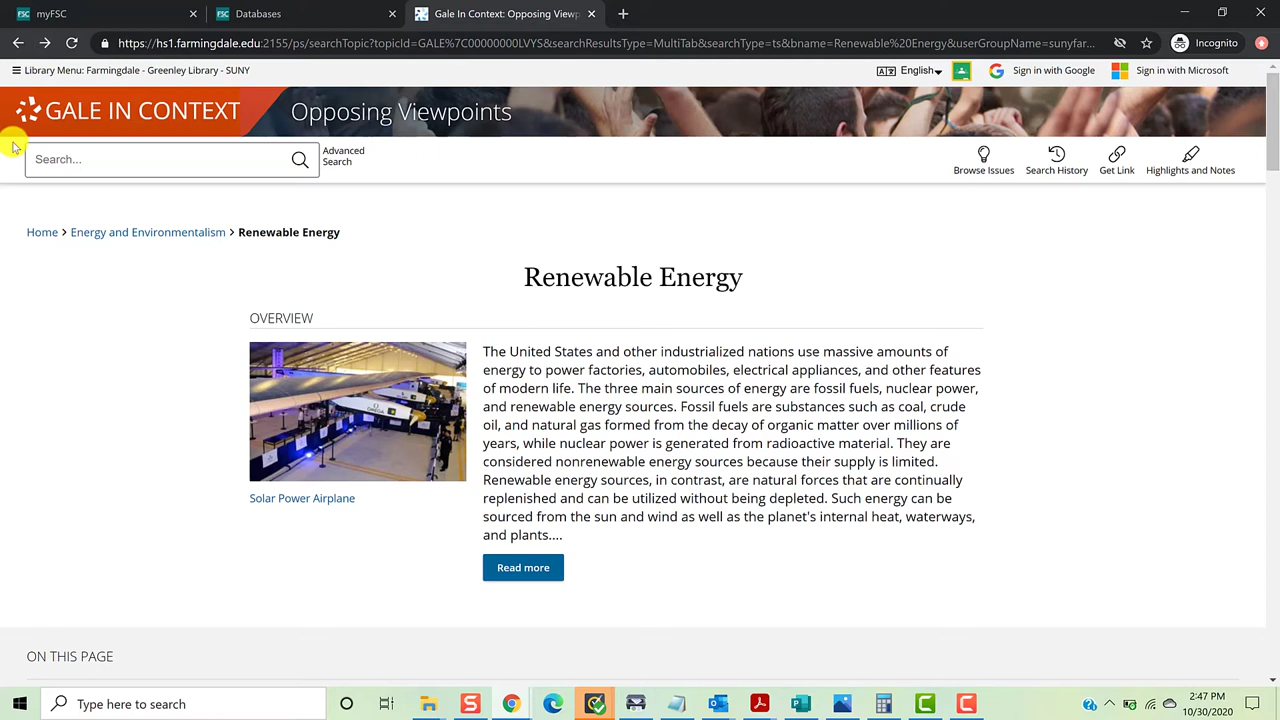 myFSC
Databases
Gale In Context: Opposing Viewp
https://hs1.farmingdale.edu:2155/ps/searchTopic?topicId=GALE%7C00000000LVYS&searchResultsType=MultiTab&searchType=ts&bname=Renewable%20Energy&userGroupName=sunyfar...
Incognito
Library Menu: Farmingdale - Greenley Library - SUNY
English
Sign in with Google
Sign in with Microsoft
GALE IN CONTEXT
Opposing Viewpoints
Search...
Advanced
Search
Browse Issues
Search History
Get Link
Highlights and Notes
Home > Energy and Environmentalism > Renewable Energy
Renewable Energy
OVERVIEW
The United States and other industrialized nations use massive amounts of
energy to power factories, automobiles, electrical appliances, and other features
of modern life. The three main sources of energy are fossil fuels, nuclear power,
and renewable energy sources. Fossil fuels are substances such as coal, crude
oil, and natural gas formed from the decay of organic matter over millions of
years, while nuclear power is generated from radioactive material. They are
considered nonrenewable energy sources because their supply is limited.
Renewable energy sources, in contrast, are natural forces that are continually
replenished and can be utilized without being depleted. Such energy can be
sourced from the sun and wind as well as the planet's internal heat, waterways,
and plants....
Solar Power Airplane
Read more
ON THIS PAGE
Type here to search
2:47 PM
10/30/2020